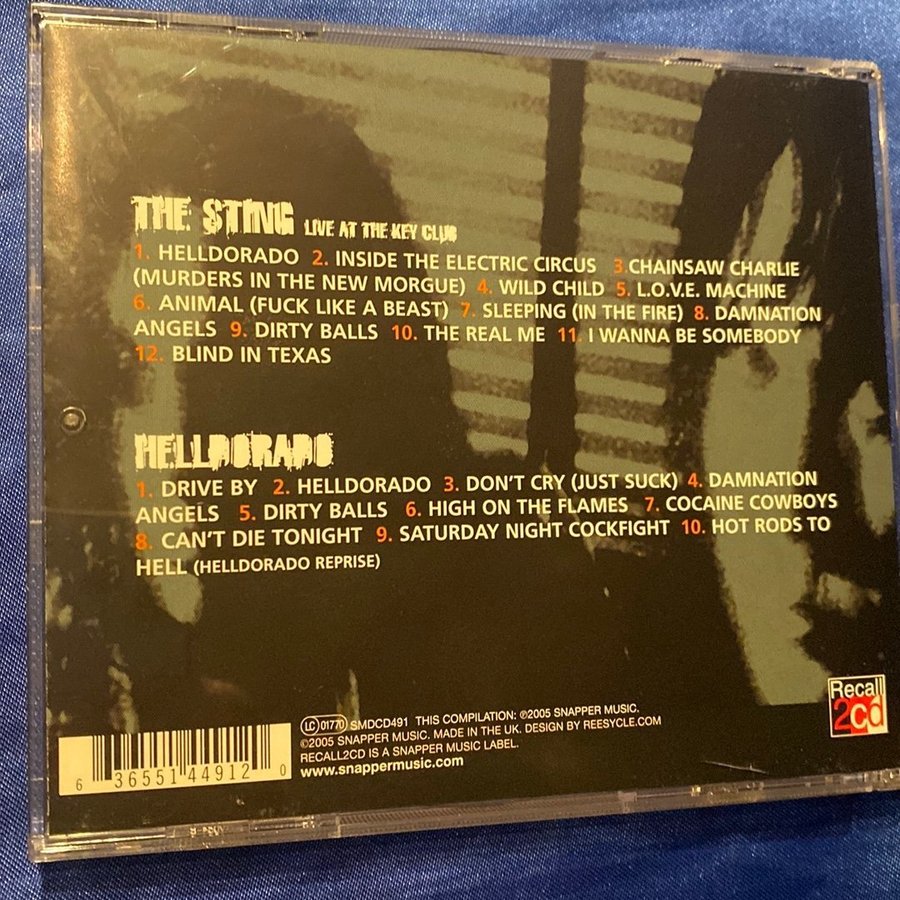 THE STING LIVE AT THE KEY CLUB
1. HELLDORADO 2. INSIDE THE ELECTRIC CIRCUS 3. CHAINSAW CHARLIE
(MURDERS IN THE NEW MORGUE) 4. WILD CHILD 5. L.O.V.E. MACHINE
6. ANIMAL (FUCK LIKE A BEAST) 7. SLEEPING (IN THE FIRE) 8. DAMNATION
ANGELS 9. DIRTY BALLS 10. THE REAL ME 11. I WANNA BE SOMEBODY
12. BLIND IN TEXAS
HELLDORADO
1. DRIVE BY 2. HELLDORADO 3. DON'T CRY (JUST SUCK) 4. DAMNATION
ANGELS 5. DIRTY BALLS 6. HIGH ON THE FLAMES 7. COCAINE COWBOYS
8. CAN'T DIE TONIGHT 9. SATURDAY NIGHT COCKFIGHT 10. HOT RODS TO
HELL (HELLDORADO REPRISE)
Recall
2cd
LC 01770 SMDCD491 THIS COMPILATION: ℗2005 SNAPPER MUSIC.
©2005 SNAPPER MUSIC. MADE IN THE UK. DESIGN BY REESYCLE.COM
RECALL2CD IS A SNAPPER MUSIC LABEL.
www.snappermusic.com
6 36551 44912 0